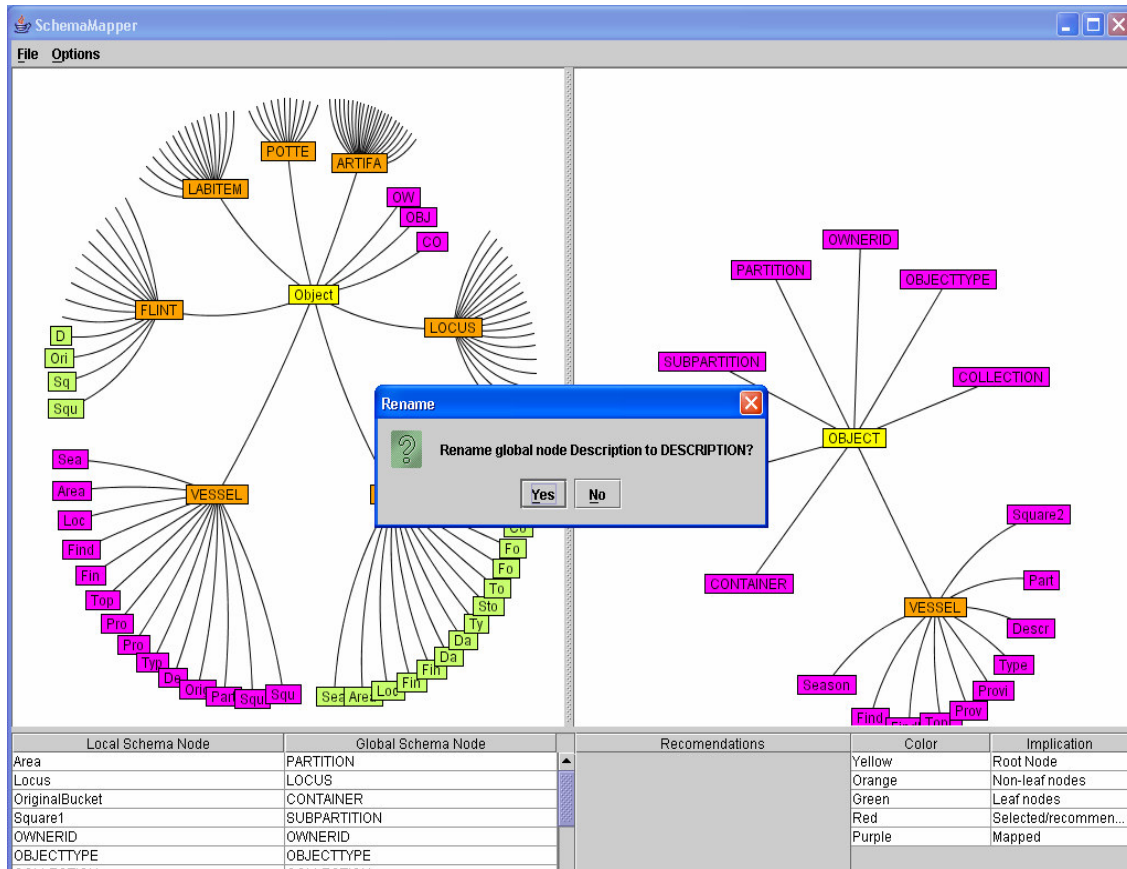 SchemaMapper
File Options
POTTE
ARTIFA
LABITEM
OW
OBJ
CO
Object
FLINT
LOCUS
D
Ori
Sq
Squ
OWNERID
PARTITION
OBJECTTYPE
SUBPARTITION
COLLECTION
OBJECT
Rename
Rename global node Description to DESCRIPTION?
Yes No
Sea
Area
Loc
Find
Fin
Top
Pro
Pro
Typ
De
Orig
Part
Squ
Squ
VESSEL
Co
Fo
Fo
To
Sto
Ty
Da
Da
Fin
Fin
Loc
Area
Sea
CONTAINER
Square2
Part
VESSEL
Descr
Type
Provi
Prov
Season
Find
Top
Local Schema Node Global Schema Node Recomendations Color Implication
Area PARTITION Yellow Root Node
Locus LOCUS Orange Non-leaf nodes
OriginalBucket CONTAINER Green Leaf nodes
Square1 SUBPARTITION Red Selected/recommen...
OWNERID OWNERID Purple Mapped
OBJECTTYPE OBJECTTYPE